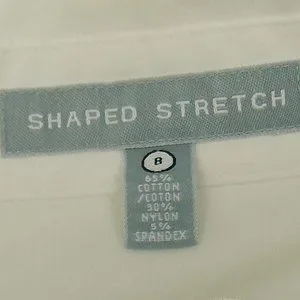 SHAPED STRETCH
8
65%
COTTON
/COTON
30%
NYLON
5%
SPANDEX